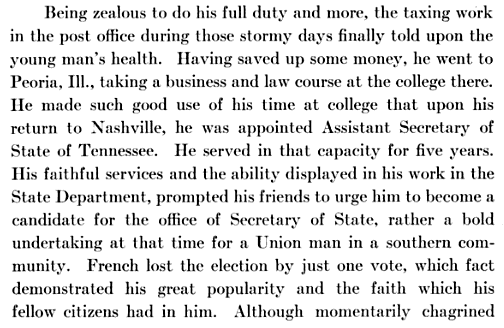 Being zealous to do his full duty and more, the taxing work
in the post office during those stormy days finally told upon the
young man's health. Having saved up some money, he went to
Peoria, Ill., taking a business and law course at the college there.
He made such good use of his time at college that upon his
return to Nashville, he was appointed Assistant Secretary of
State of Tennessee. He served in that capacity for five years.
His faithful services and the ability displayed in his work in the
State Department, prompted his friends to urge him to become a
candidate for the office of Secretary of State, rather a bold
undertaking at that time for a Union man in a southern com-
munity. French lost the election by just one vote, which fact
demonstrated his great popularity and the faith which his
fellow citizens had in him. Although momentarily chagrined